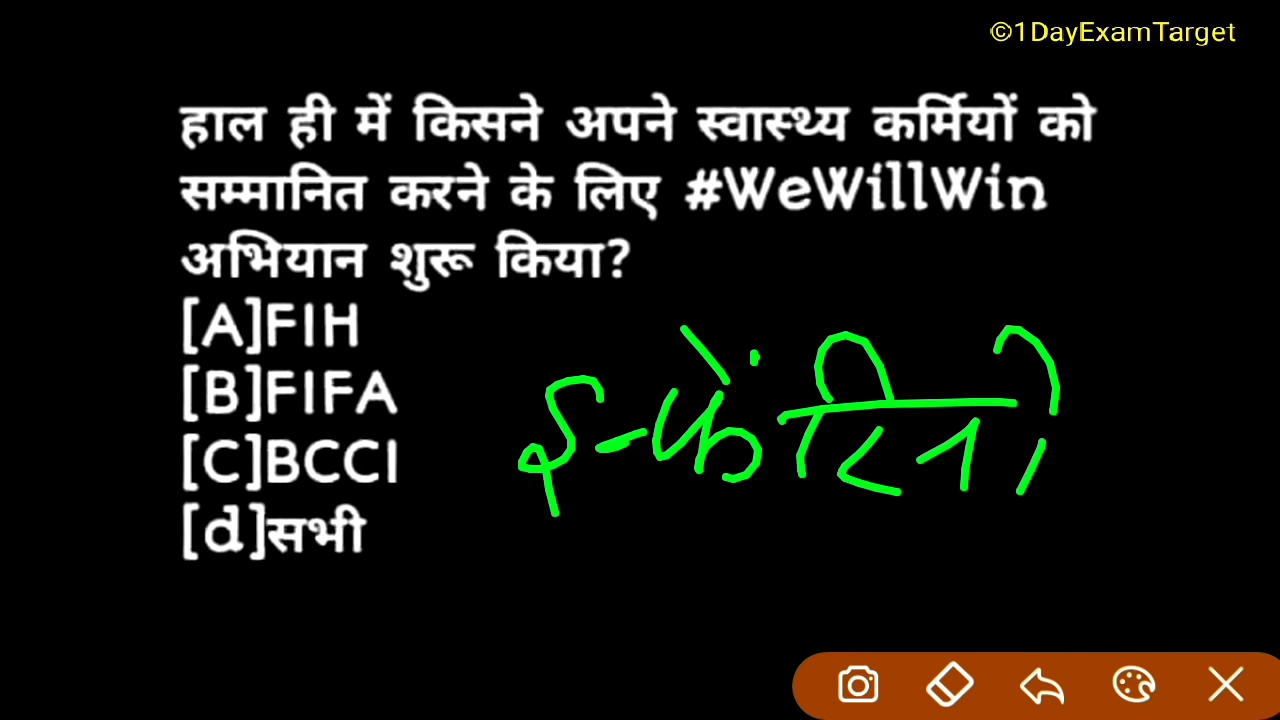 ©1DayExamTarget
हाल ही में किसने अपने स्वास्थ्य कर्मियों को
सम्मानित करने के लिए #WeWillWin
अभियान शुरू किया?
[A]FIH
[B]FIFA
[C]BCCI
[d]सभी